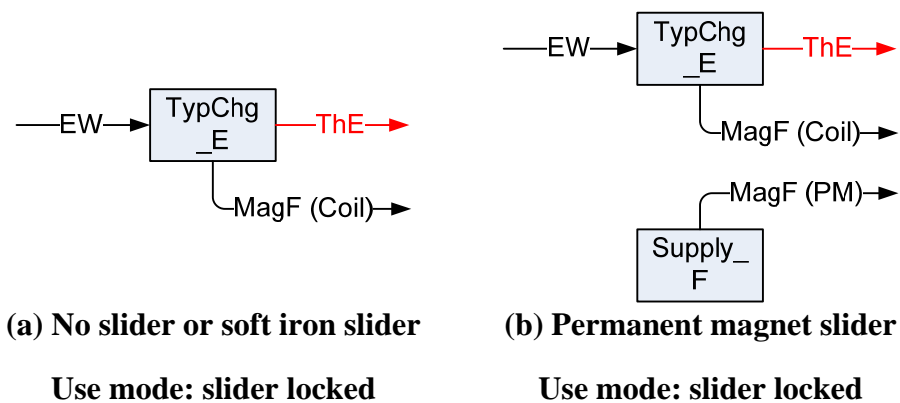 EW
TypChg
_E
ThE
MagF (Coil)
(a) No slider or soft iron slider
Use mode: slider locked
EW
TypChg
_E
ThE
MagF (Coil)
MagF (PM)
Supply_
F
(b) Permanent magnet slider
Use mode: slider locked